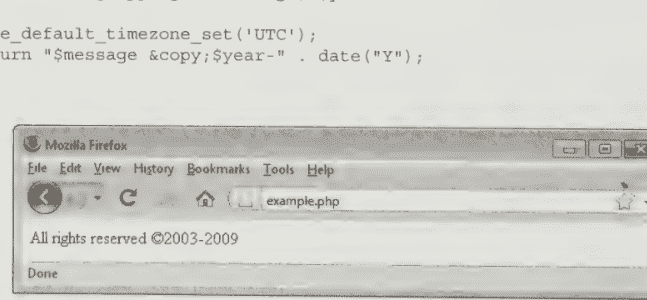 e_default_timezone_set('UTC');
urn "$message &copy;$year-" . date("Y");
Mozilla Firefox
File Edit View History Bookmarks Tools Help
example.php
All rights reserved ©2003-2009
Done